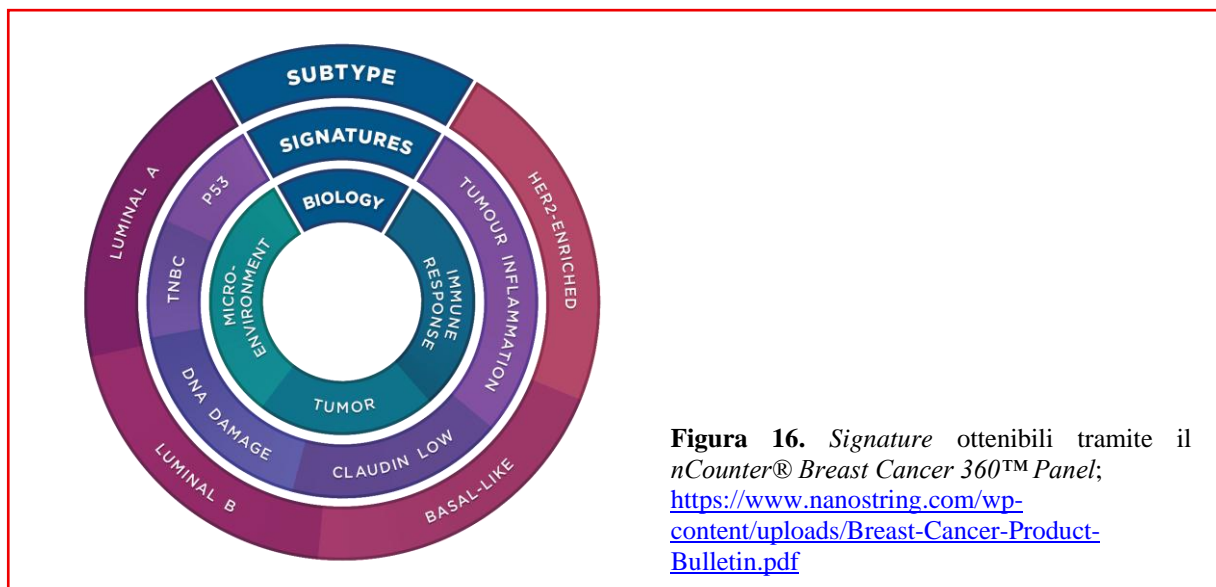 SUBTYPE
SIGNATURES
BIOLOGY
LUMINAL A
LUMINAL B
BASAL-LIKE
HER2-ENRICHED
P53
TNBC
DNA DAMAGE
CLAUDIN LOW
TUMOUR INFLAMMATION
MICRO-
ENVIRONMENT
TUMOR
IMMUNE
RESPONSE
Figura 16. Signature ottenibili tramite il
nCounter® Breast Cancer 360™ Panel;
https://www.nanostring.com/wp-
content/uploads/Breast-Cancer-Product-
Bulletin.pdf